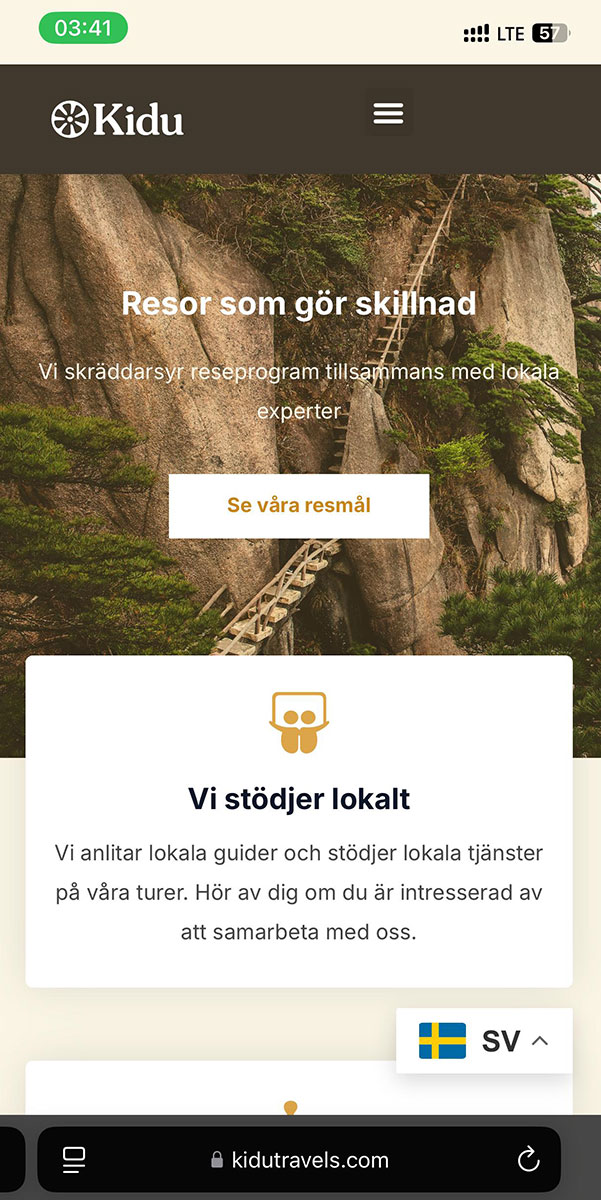 03:41
LTE 57
Kidu
Resor som gör skillnad
Vi skräddarsyr reseprogram tillsammans med lokala
experter
Se våra resmål
Vi stödjer lokalt
Vi anlitar lokala guider och stödjer lokala tjänster
på våra turer. Hör av dig om du är intresserad av
att samarbeta med oss.
SV
kidutravels.com